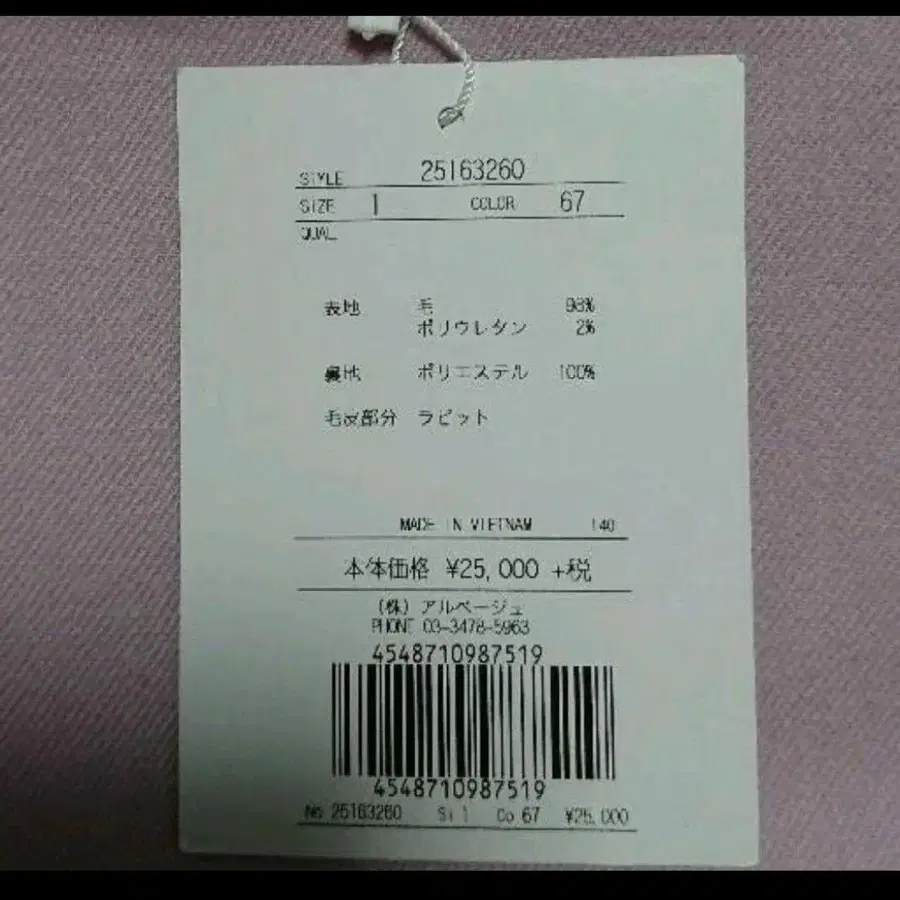 STYLE 25163260
SIZE 1 COLOR 67
QUAL
表地 毛 98%
ポリウレタン 2%
裏地 ポリエステル 100%
毛皮部分 ラビット
MADE IN VIETNAM 140
本体価格 ¥25,000 +税
(株) アルページュ
PHONE 03-3478-5963
4548710987519
4548710987519
No 25163260 Si 1 Co 67 ¥25,000